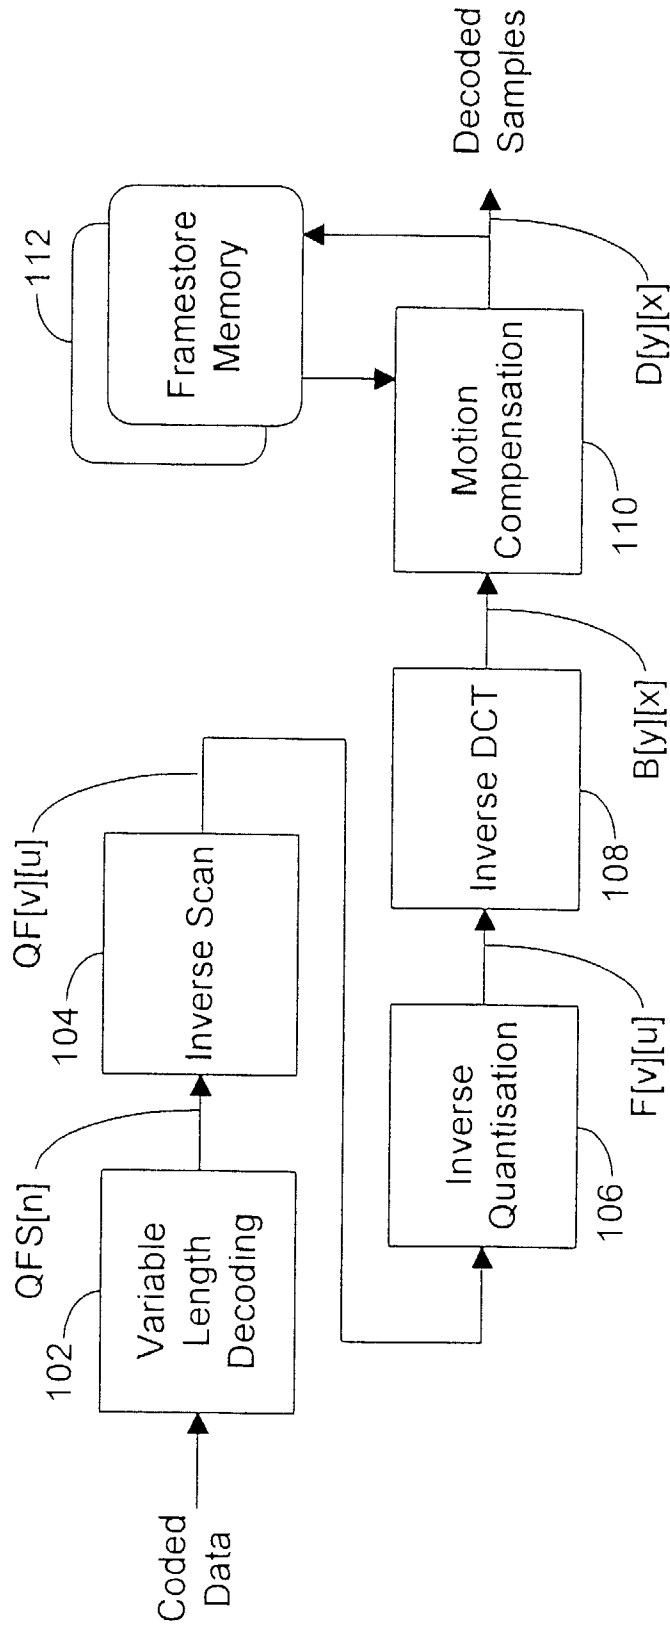 Coded
Data
102
Variable
Length
Decoding
QFS[n]
104
Inverse Scan
QF[v][u]
106
Inverse
Quantisation
F[v][u]
108
Inverse DCT
B[y][x]
110
Motion
Compensation
112
Framestore
Memory
D[y][x]
Decoded
Samples